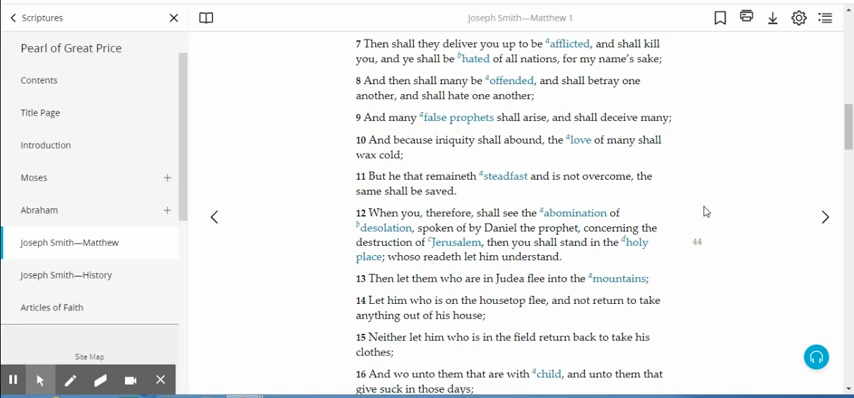 Scriptures
Joseph Smith—Matthew 1
Pearl of Great Price
Contents
Title Page
Introduction
Moses +
Abraham +
Joseph Smith—Matthew
Joseph Smith—History
Articles of Faith
Site Map
7 Then shall they deliver you up to be a afflicted, and shall kill
you, and ye shall be b hated of all nations, for my name's sake;
8 And then shall many be a offended, and shall betray one
another, and shall hate one another;
9 And many a false prophets shall arise, and shall deceive many;
10 And because iniquity shall abound, the a love of many shall
wax cold;
11 But he that remaineth a steadfast and is not overcome, the
same shall be saved.
12 When you, therefore, shall see the a abomination of
b desolation, spoken of by Daniel the prophet, concerning the
destruction of c Jerusalem, then you shall stand in the d holy
place; whoso readeth let him understand.
44
13 Then let them who are in Judea flee into the a mountains;
14 Let him who is on the housetop flee, and not return to take
anything out of his house;
15 Neither let him who is in the field return back to take his
clothes;
16 And wo unto them that are with a child, and unto them that
give suck in those days;